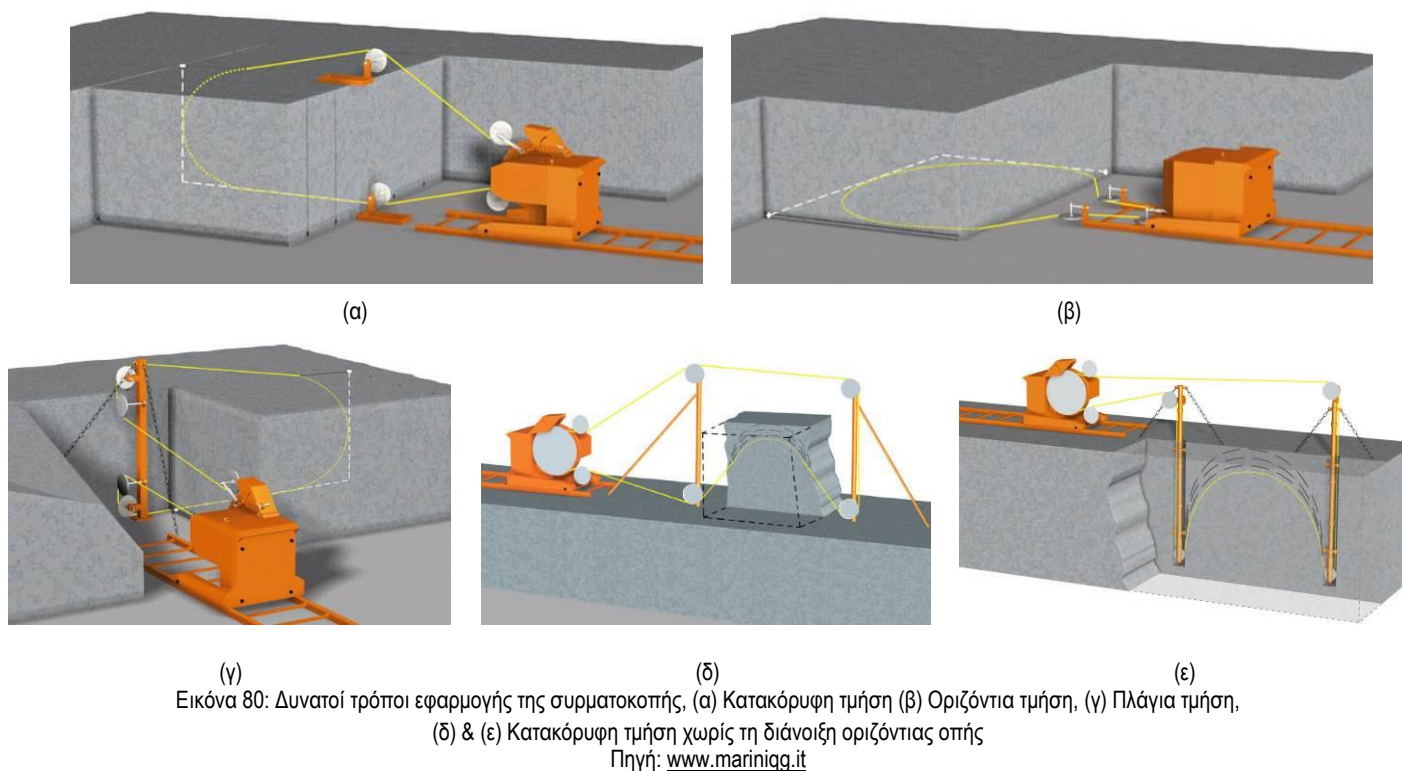 (α)
(β)
(γ)
(δ)
(ε)
Εικόνα 80: Δυνατοί τρόποι εφαρμογής της συρματοκοπής, (α) Κατακόρυφη τμήση (β) Οριζόντια τμήση, (γ) Πλάγια τμήση,
(δ) & (ε) Κατακόρυφη τμήση χωρίς τη διάνοιξη οριζόντιας οπής
Πηγή: www.mariniqg.it